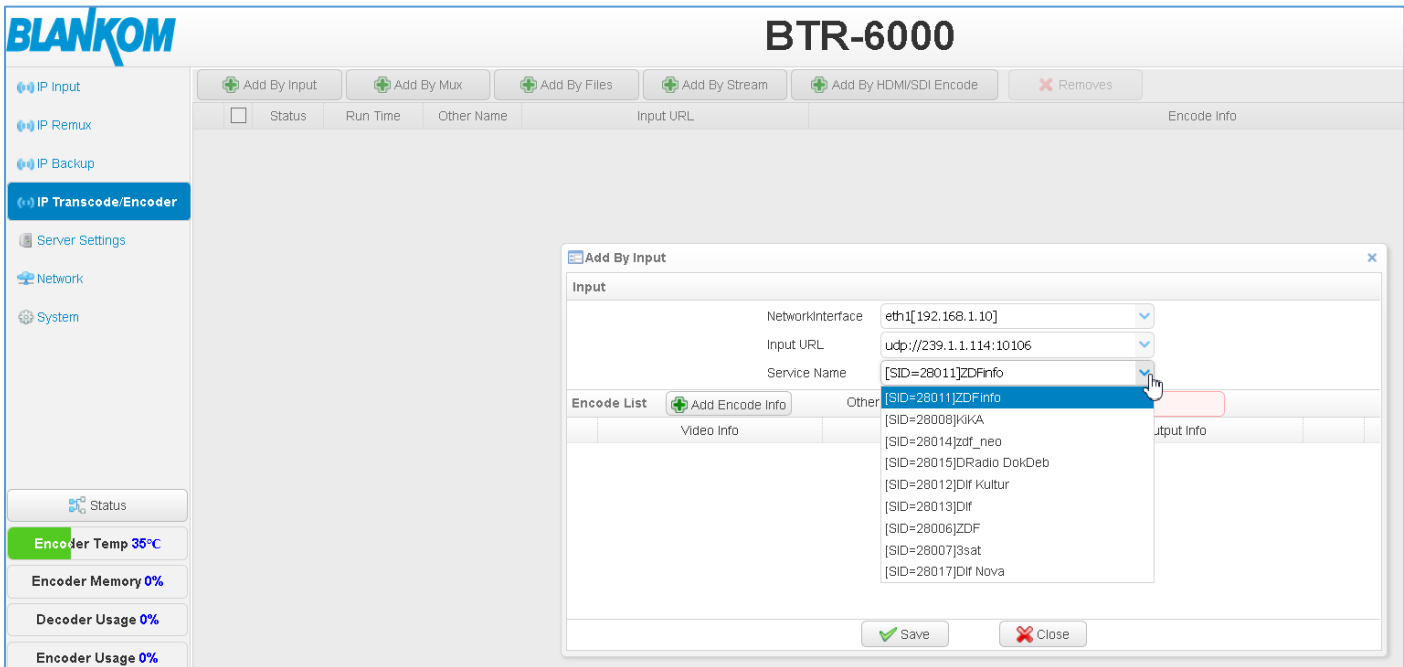 BLANKOM
BTR-6000
IP Input
IP Remux
IP Backup
IP Transcode/Encoder
Server Settings
Network
System
Status
Encoder Temp 35°C
Encoder Memory 0%
Decoder Usage 0%
Encoder Usage 0%
Add By Input Add By Mux Add By Files Add By Stream Add By HDMI/SDI Encode Removes
Status Run Time Other Name Input URL Encode Info
Add By Input
Input
NetworkInterface eth1[192.168.1.10]
Input URL udp://239.1.1.114:10106
Service Name [SID=28011]ZDFinfo
Encode List Add Encode Info Other
Video Info utput Info
[SID=28011]ZDFinfo
[SID=28008]KiKA
[SID=28014]zdf_neo
[SID=28015]DRadio DokDeb
[SID=28012]Dlf Kultur
[SID=28013]Dlf
[SID=28006]ZDF
[SID=28007]3sat
[SID=28017]Dlf Nova
Save Close